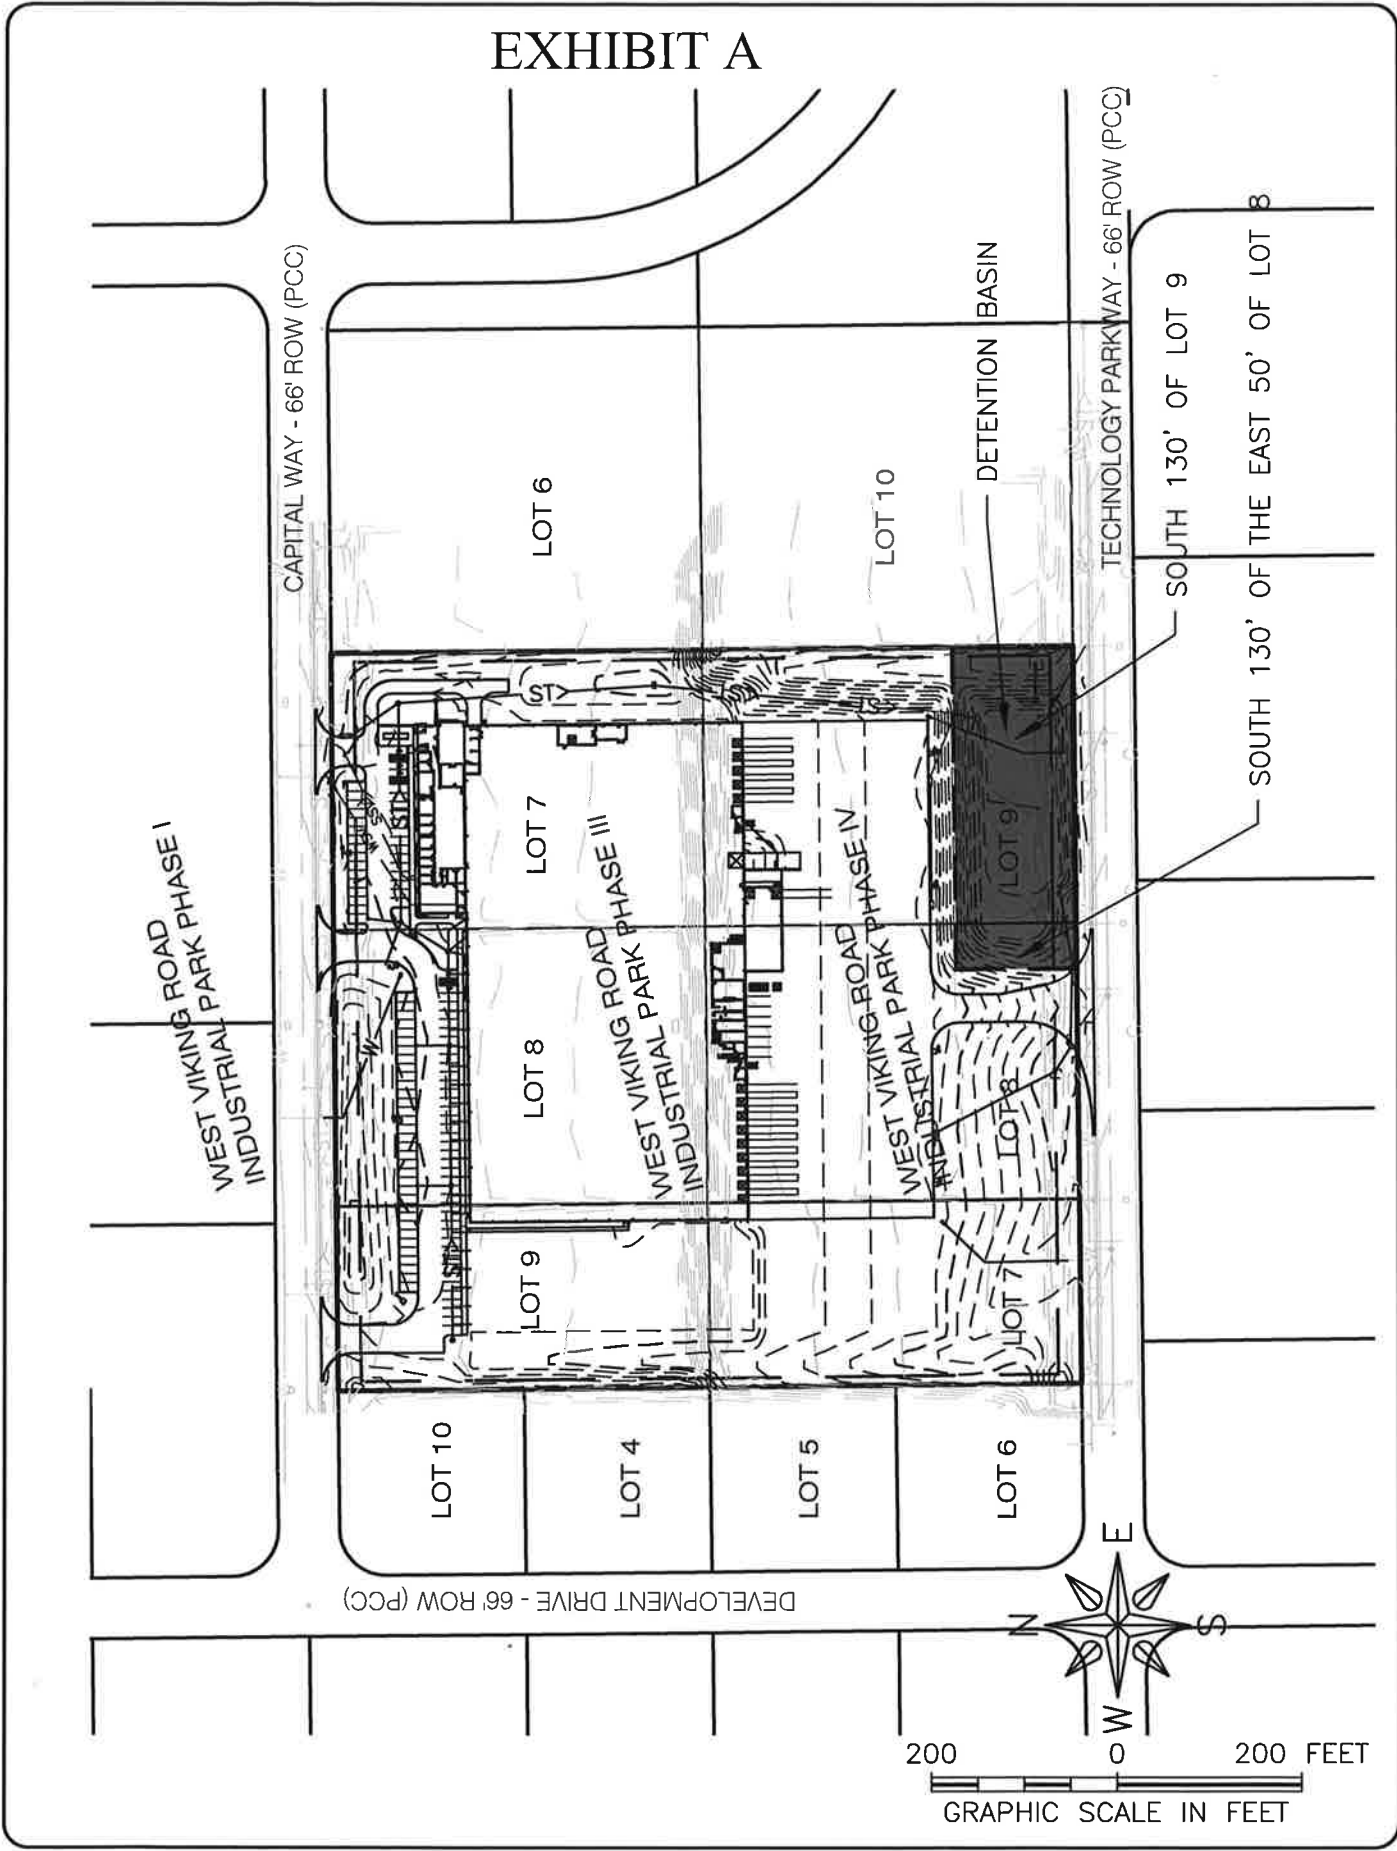 EXHIBIT A
CAPITAL WAY - 66' ROW (PCC)
TECHNOLOGY PARKWAY - 66' ROW (PCC)
DETENTION BASIN
SOUTH 130' OF LOT 9
SOUTH 130' OF THE EAST 50' OF LOT 8
LOT 6
LOT 10
ST
ST
ST
LOT 7
LOT 9
WEST VIKING ROAD
INDUSTRIAL PARK PHASE I
WEST VIKING ROAD
INDUSTRIAL PARK PHASE III
WEST VIKING ROAD
INDUSTRIAL PARK PHASE IV
W
LOT 8
LOT 8
LOT 9
LOT 7
ST
LOT 10
LOT 4
LOT 5
LOT 6
DEVELOPMENT DRIVE - 66' ROW (PCC)
N
E
S
W
200 0 200 FEET
GRAPHIC SCALE IN FEET